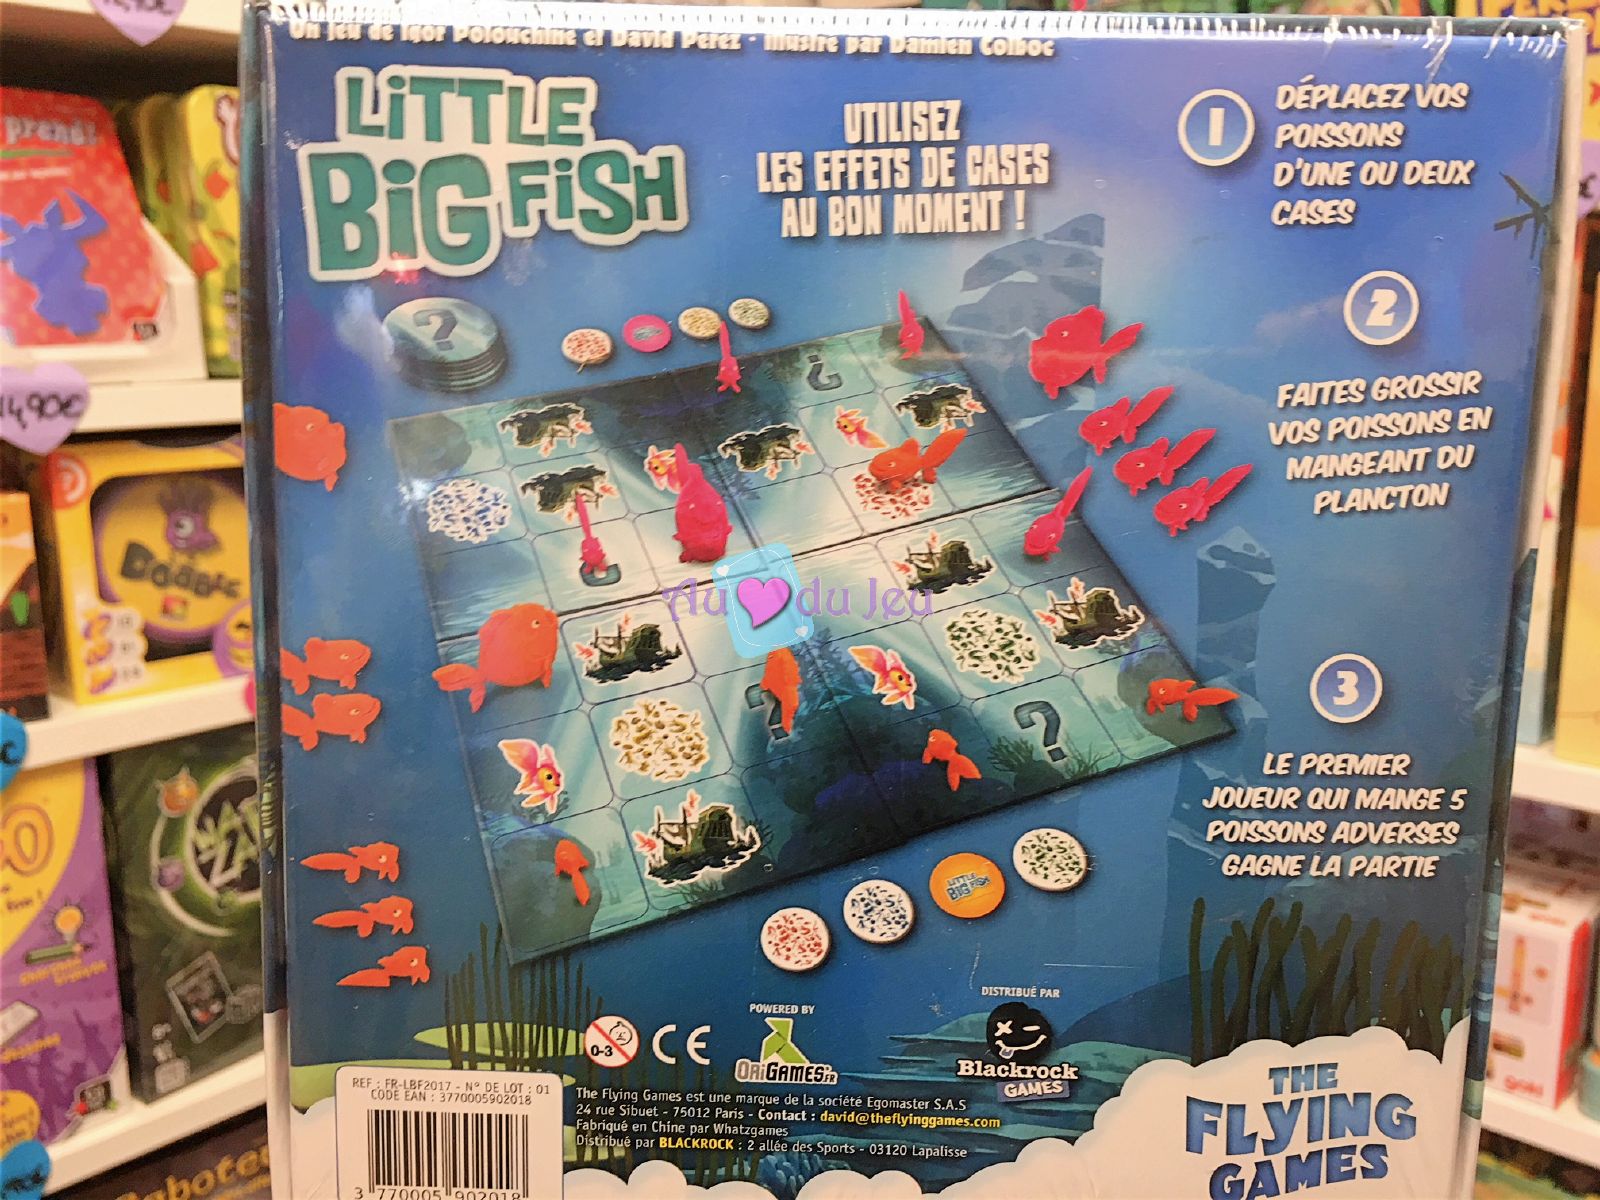 Un jeu de Igor Polouchine et David Perez - Illustré par Damien Colboc
LITTLE
BIG FISH
UTILISEZ
LES EFFETS DE CASES
AU BON MOMENT !
1
DÉPLACEZ VOS
POISSONS
D'UNE OU DEUX
CASES
2
FAITES GROSSIR
VOS POISSONS EN
MANGEANT DU
PLANCTON
3
LE PREMIER
JOUEUR QUI MANGE 5
POISSONS ADVERSES
GAGNE LA PARTIE
?
?
?
?
?
Au du Jeu
LITTLE
BIG FISH
0-3
CE
POWERED BY
ORIGAMES.FR
DISTRIBUÉ PAR
Blackrock
GAMES
REF : FR-LBF2017 - N° DE LOT : 01
CODE EAN : 3770005902018
3 770005 902018
The Flying Games est une marque de la société Egomaster S.A.S
24 rue Sibuet - 75012 Paris - Contact : david@theflyinggames.com
Fabriqué en Chine par Whatzgames
Distribué par BLACKROCK : 2 allée des Sports - 03120 Lapalisse
THE
FLYING
GAMES
prend!
14,90€
DOBBLE